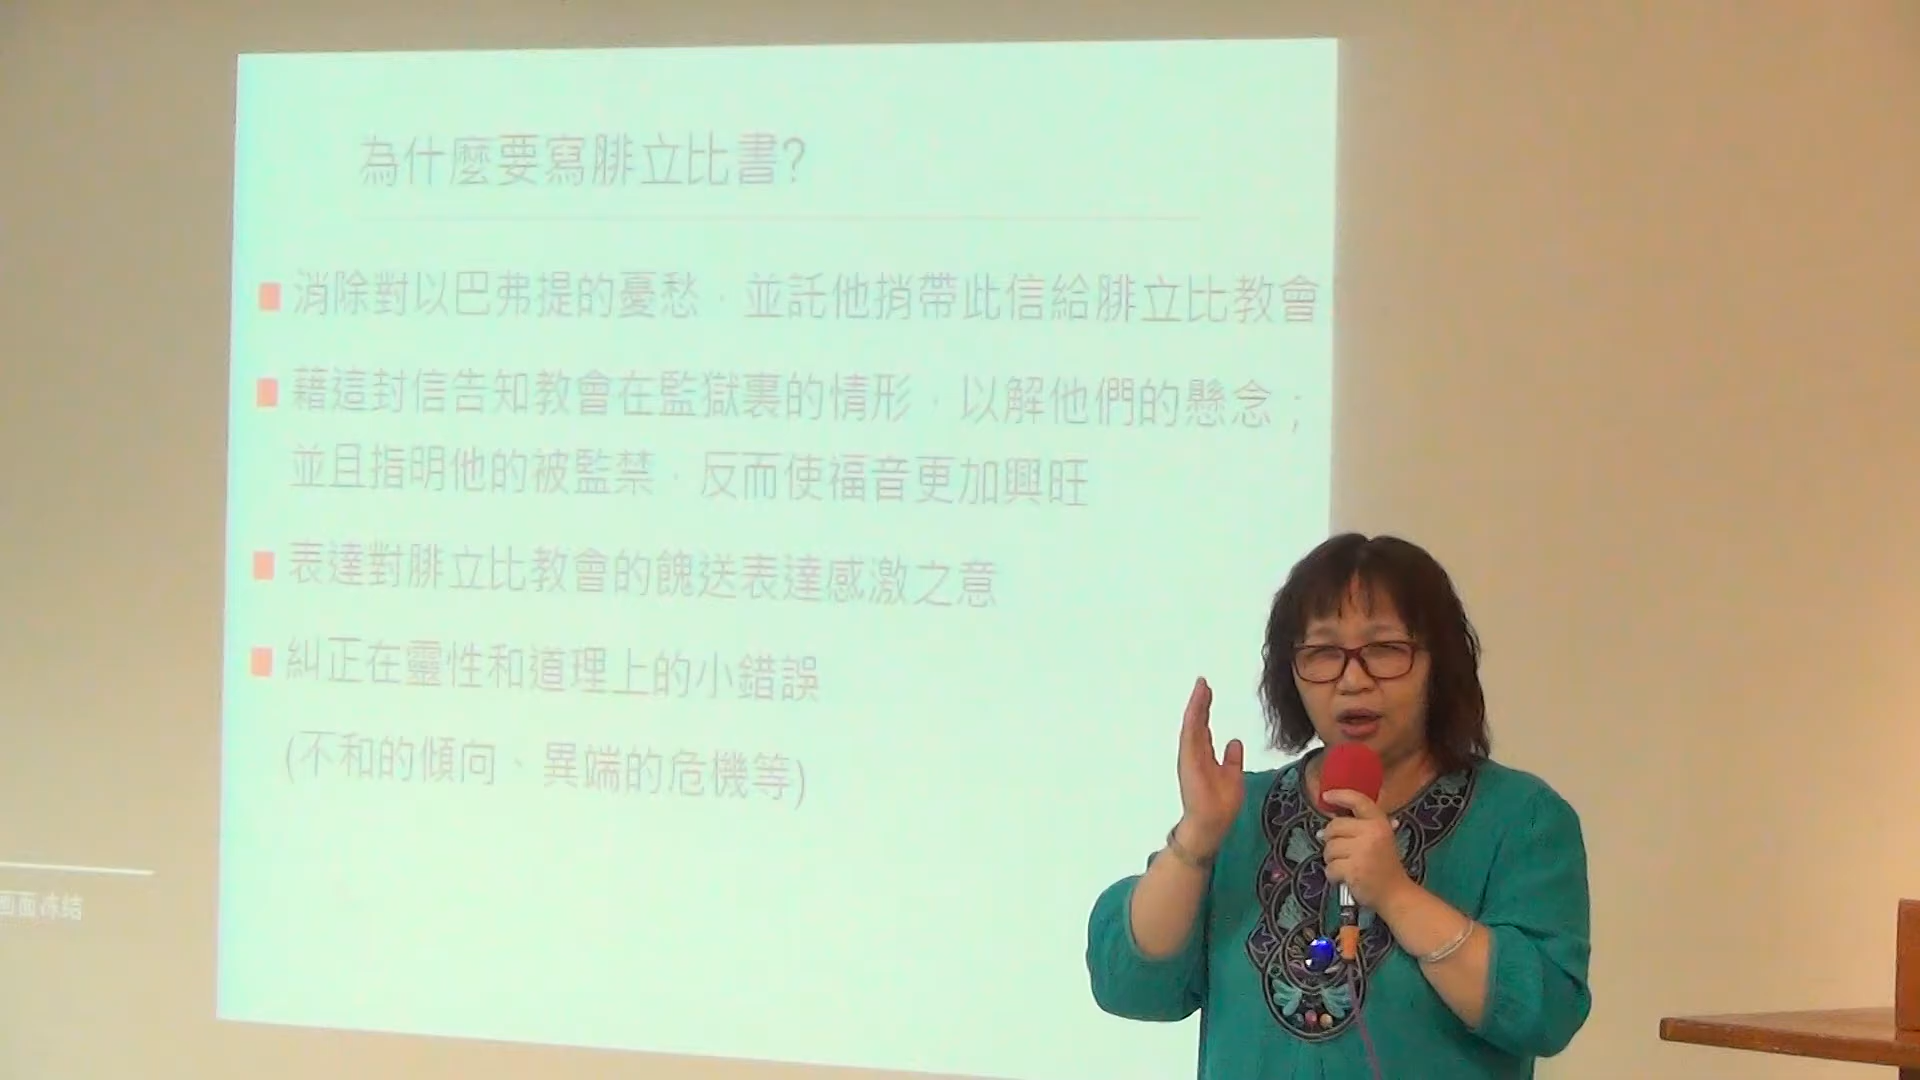 為什麼要寫腓立比書?
消除對以巴弗提的憂愁，並託他捎帶此信給腓立比教會
藉這封信告知教會在監獄裏的情形，以解他們的懸念；
並且指明他的被監禁，反而使福音更加興旺
表達對腓立比教會的餽送表達感激之意
糾正在靈性和道理上的小錯誤
(不和的傾向、異端的危機等)
画面冻结